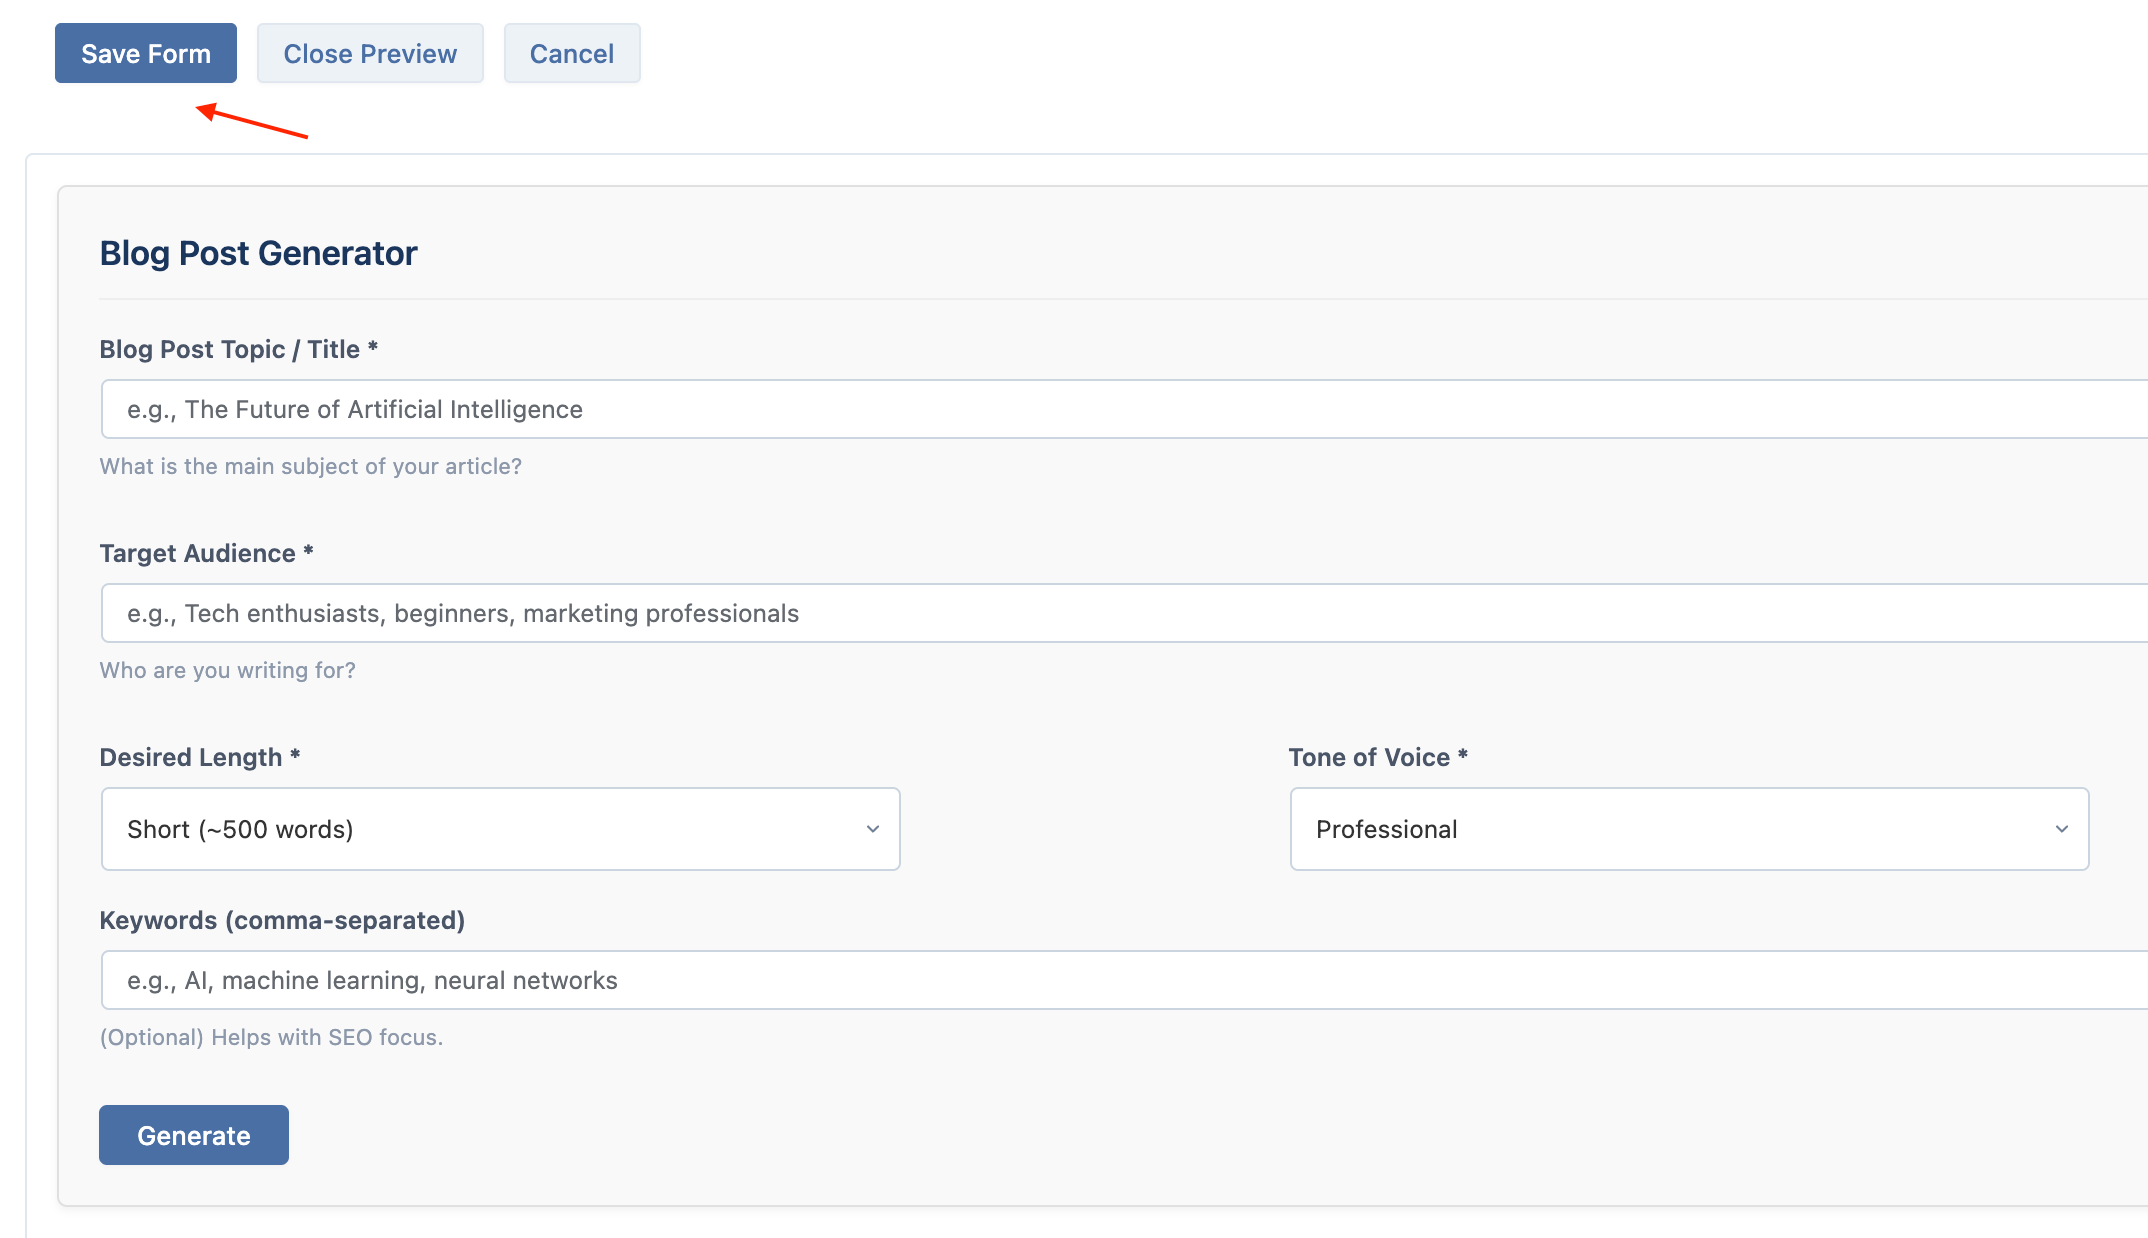 Save Form
Close Preview
Cancel
Blog Post Generator
Blog Post Topic / Title *
e.g., The Future of Artificial Intelligence
What is the main subject of your article?
Target Audience *
e.g., Tech enthusiasts, beginners, marketing professionals
Who are you writing for?
Desired Length *
Short (~500 words)
Tone of Voice *
Professional
Keywords (comma-separated)
e.g., AI, machine learning, neural networks
(Optional) Helps with SEO focus.
Generate